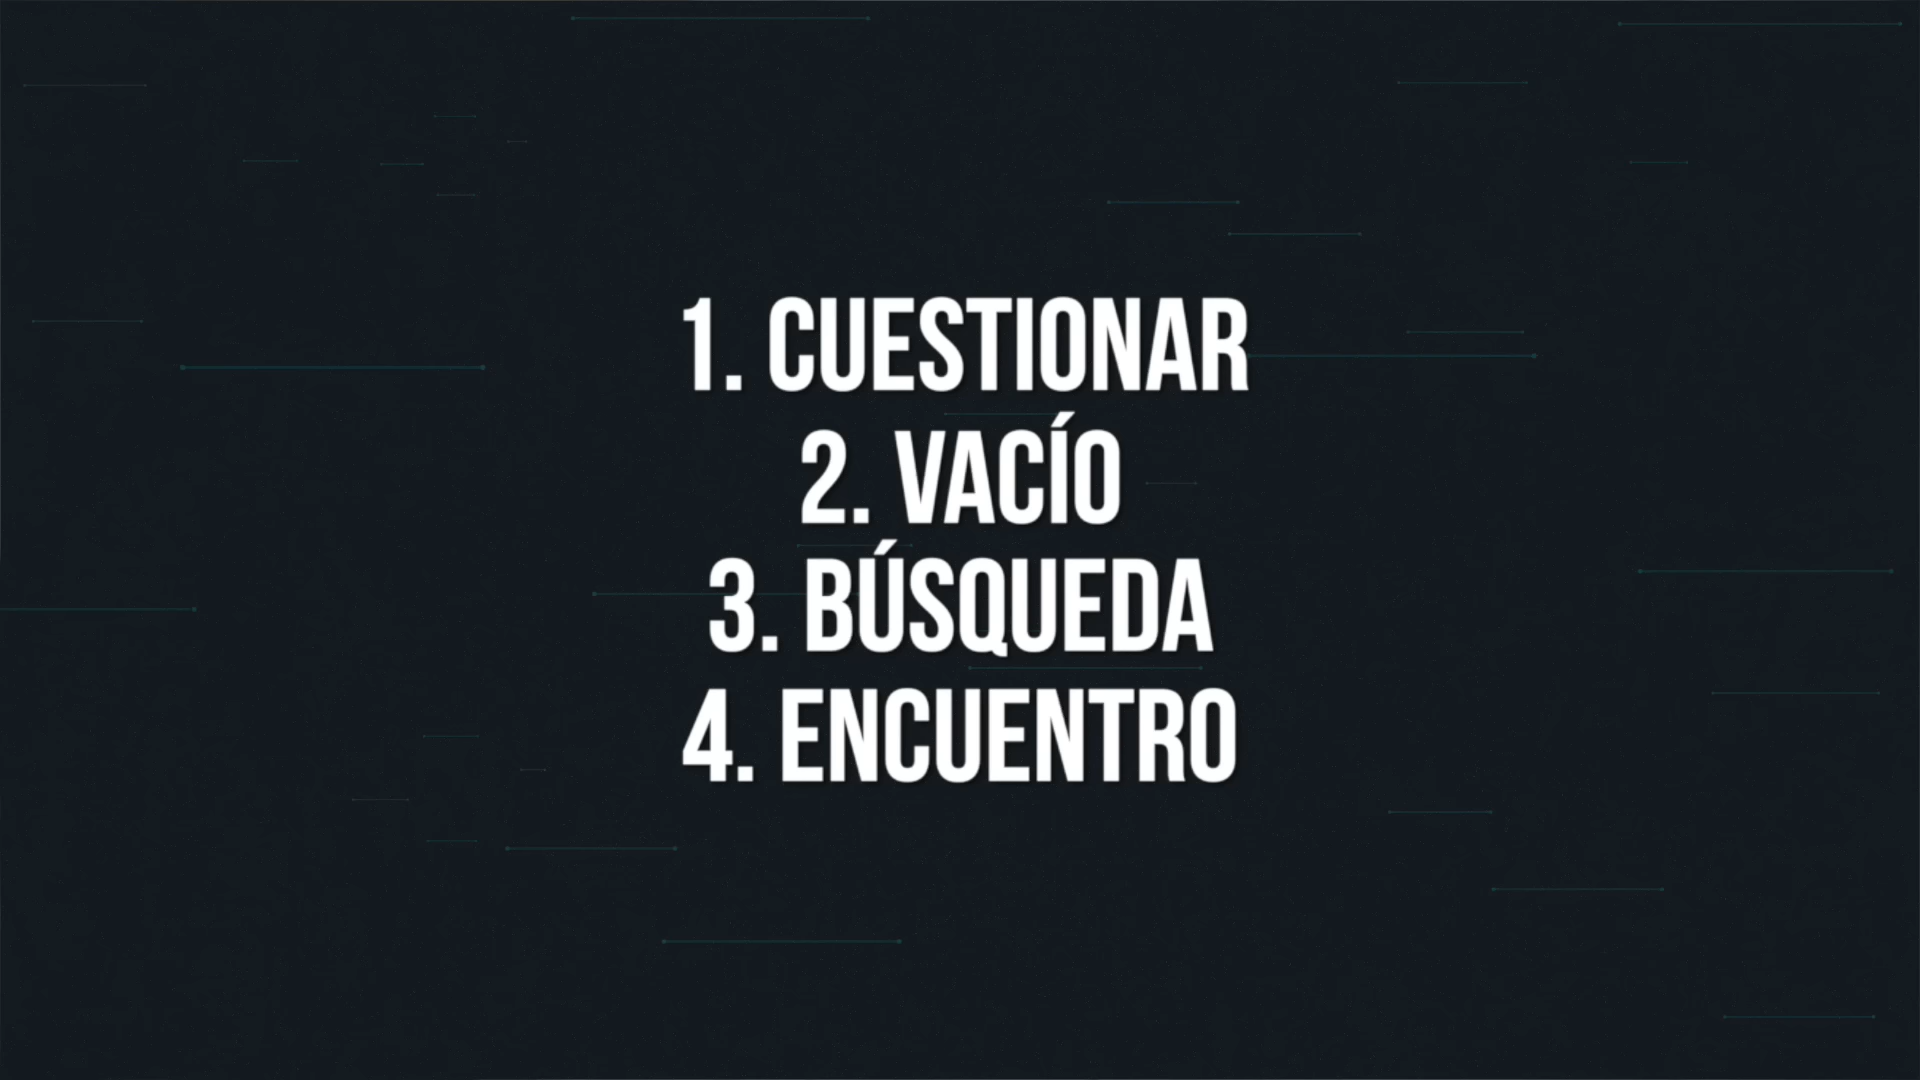 1. CUESTIONAR
2. VACÍO
3. BÚSQUEDA
4. ENCUENTRO